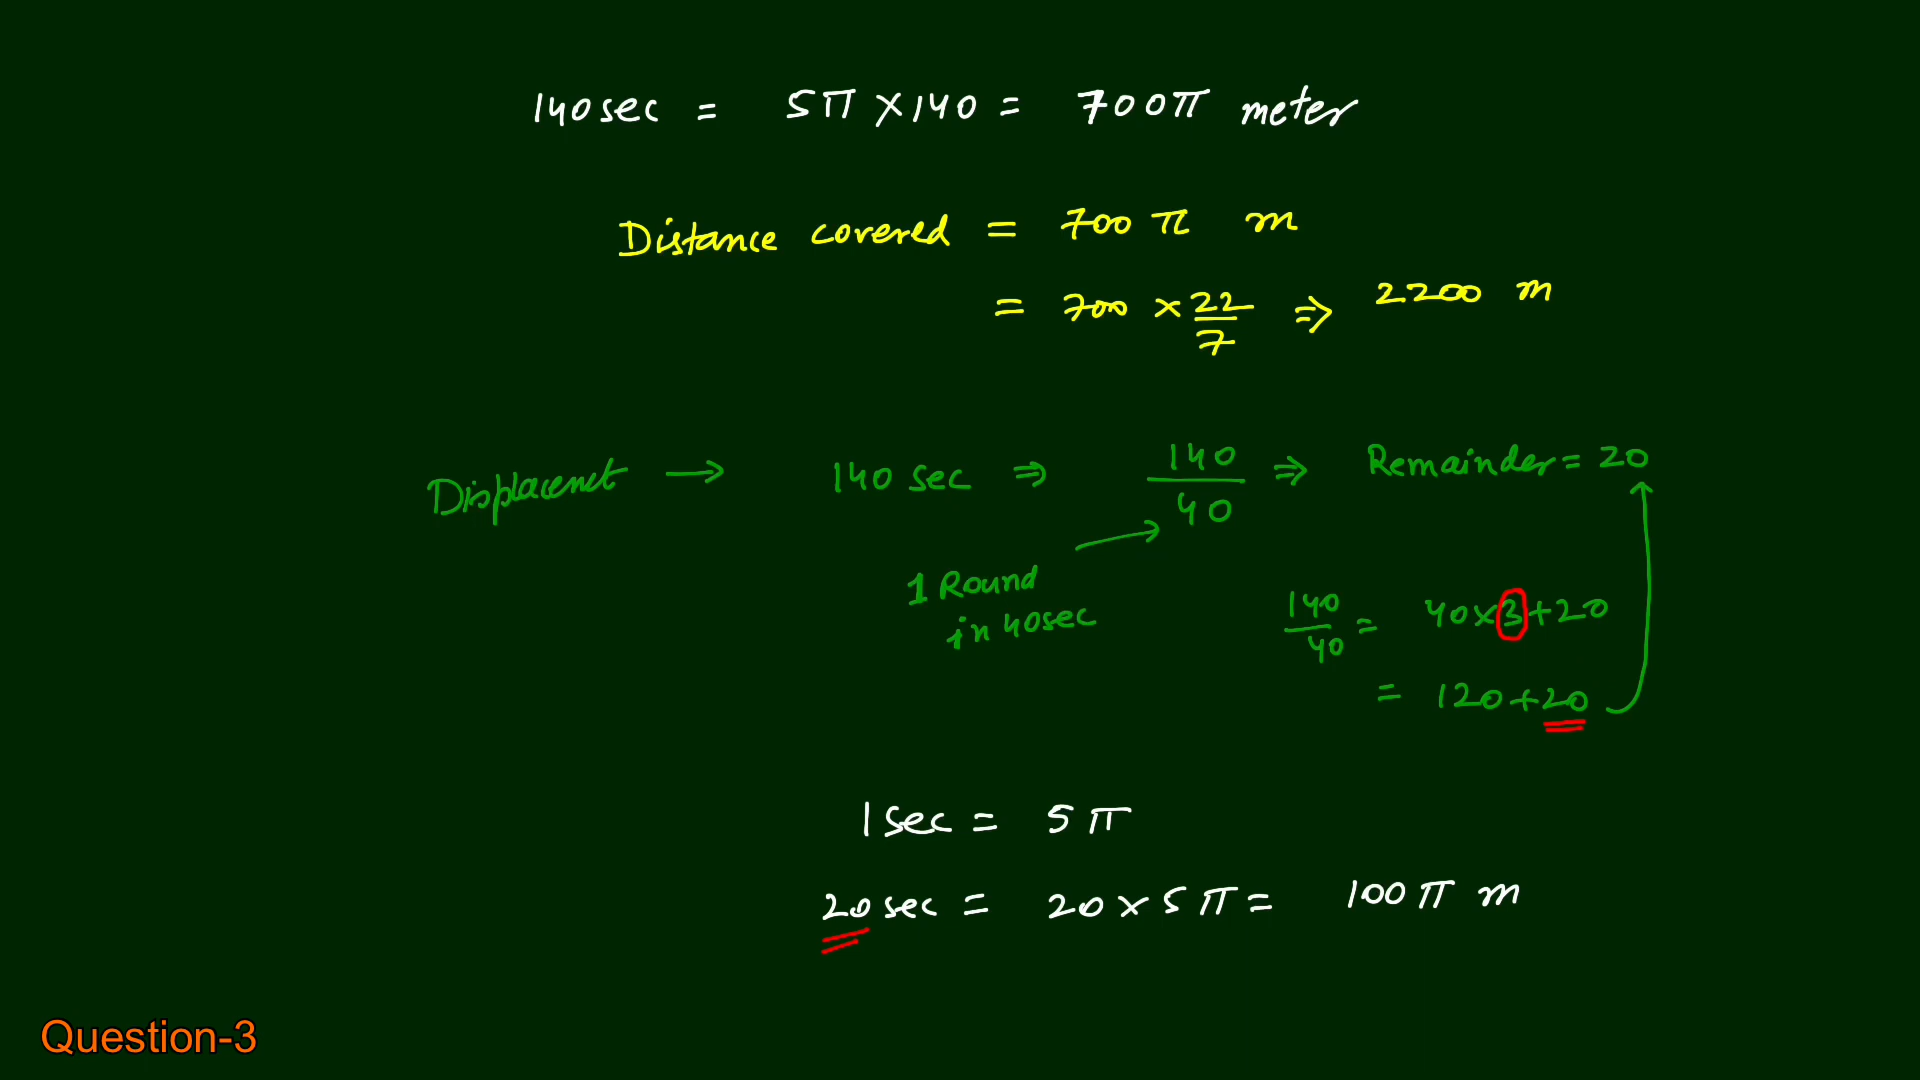 140 sec = 5π × 140 = 700π meter
Distance covered = 700 π m
= 700 × 22/7 ⇒ 2200 m
Displacemet → 140 sec ⇒ 140/40 ⇒ Remainder = 20
1 Round
in 40sec
140/40 = 40×3+20
= 120+20
1 sec = 5π
20 sec = 20 × 5π = 100π m
Question-3